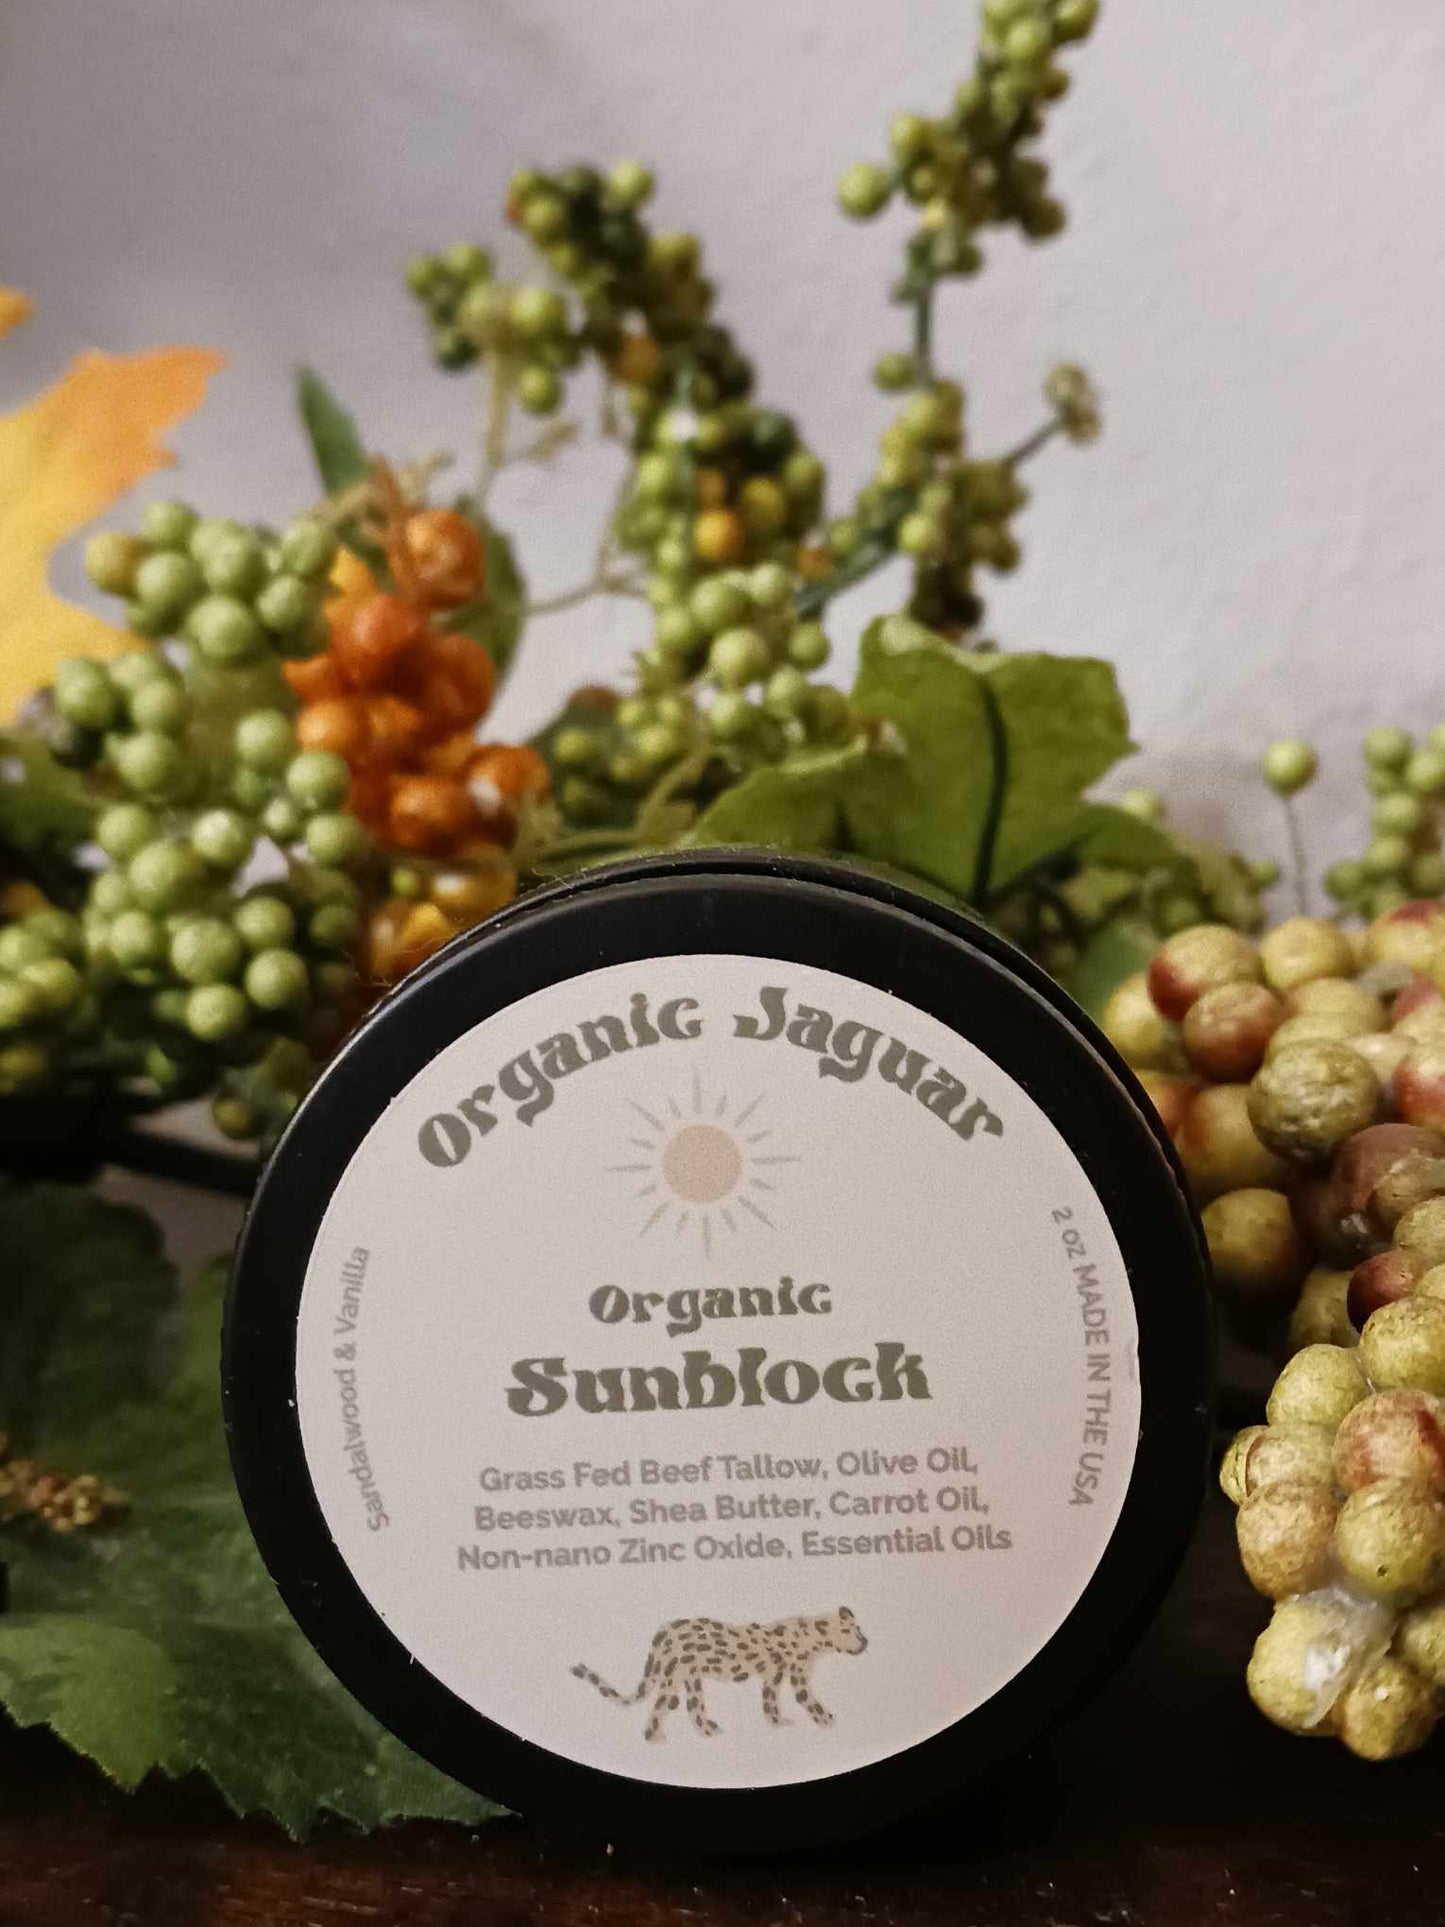 Organic Jaguar
Organic
Sunblock
Grass Fed Beef Tallow, Olive Oil,
Beeswax, Shea Butter, Carrot Oil,
Non-nano Zinc Oxide, Essential Oils
Sandalwood & Vanilla
2 oz MADE IN THE USA